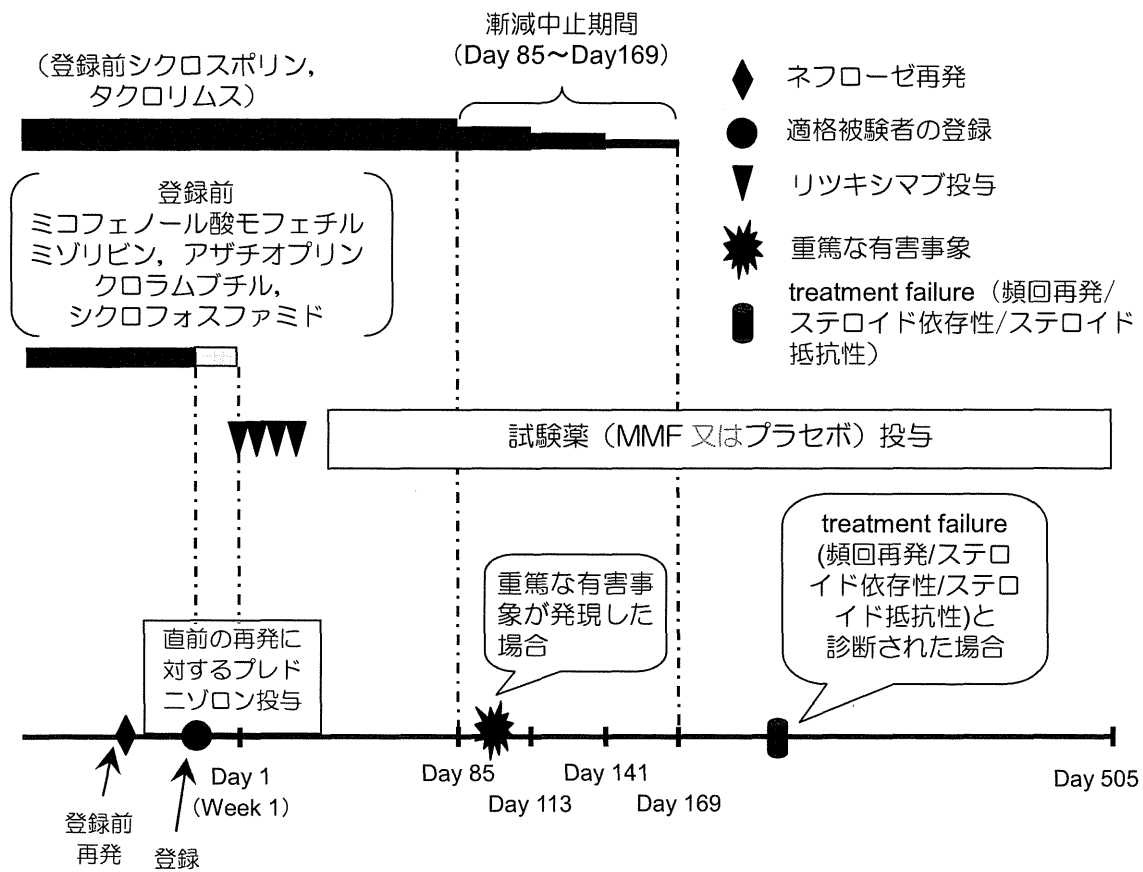 漸減中止期間
（Day 85～Day169）
（登録前シクロスポリン，
タクロリムス）
登録前
ミコフェノール酸モフェチル
ミゾリビン，アザチオプリン
クロラムブチル，
シクロフォスファミド
ネフローゼ再発
適格被験者の登録
リツキシマブ投与
重篤な有害事象
treatment failure（頻回再発/
ステロイド依存性/ステロイド
抵抗性）
試験薬（MMF 又はプラセボ）投与
重篤な有害事
象が発現した
場合
treatment failure
(頻回再発/ステロ
イド依存性/ステロ
イド抵抗性)と
診断された場合
直前の再発に
対するプレド
ニゾロン投与
Day 1
（Week 1）
Day 85
Day 113
Day 141
Day 169
Day 505
登録前
再発
登録